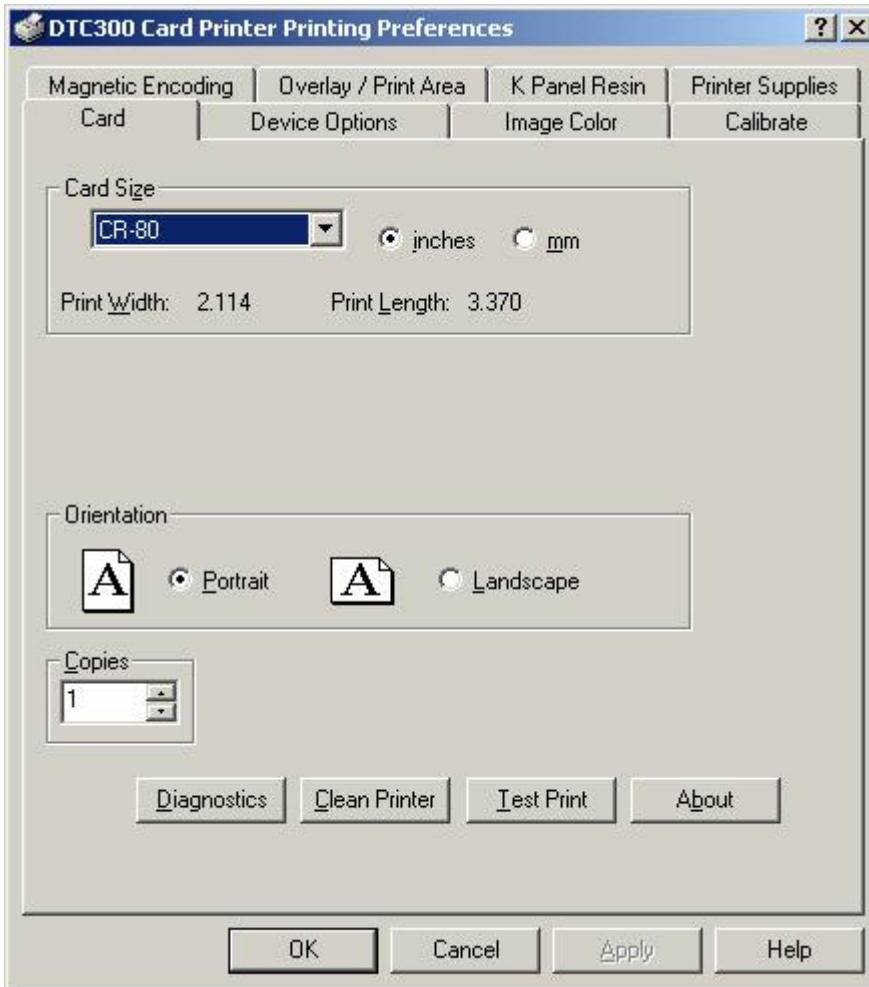 DTC300 Card Printer Printing Preferences
Magnetic Encoding Overlay / Print Area K Panel Resin Printer Supplies
Card Device Options Image Color Calibrate
Card Size
CR-80 inches mm
Print Width: 2.114 Print Length: 3.370
Orientation
A Portrait A Landscape
Copies
1
Diagnostics Clean Printer Test Print About
OK Cancel Apply Help